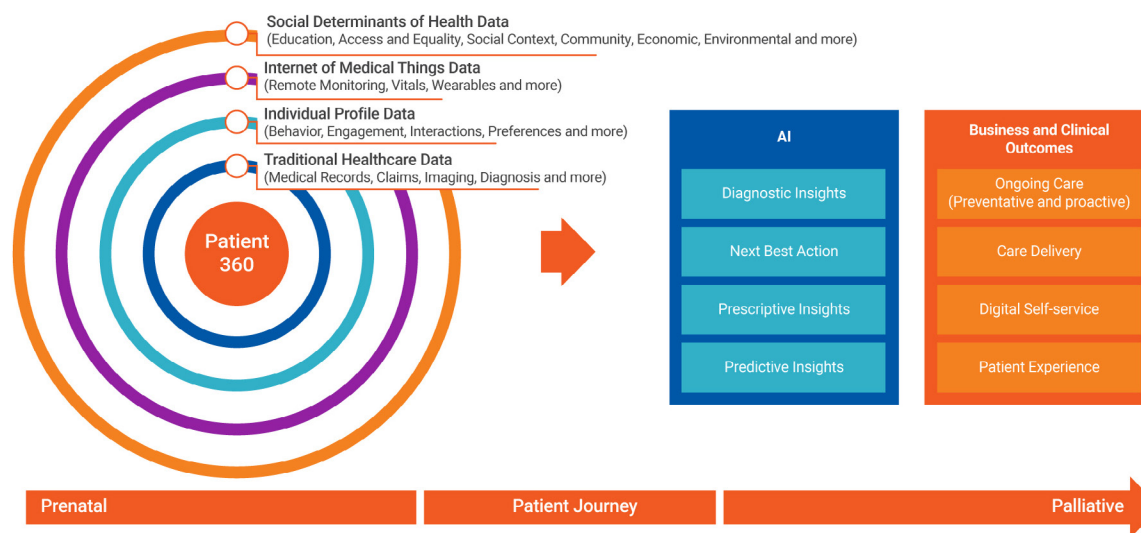 Social Determinants of Health Data
(Education, Access and Equality, Social Context, Community, Economic, Environmental and more)
Internet of Medical Things Data
(Remote Monitoring, Vitals, Wearables and more)
Individual Profile Data
(Behavior, Engagement, Interactions, Preferences and more)
Traditional Healthcare Data
(Medical Records, Claims, Imaging, Diagnosis and more)
Patient
360
AI
Diagnostic Insights
Next Best Action
Prescriptive Insights
Predictive Insights
Business and Clinical
Outcomes
Ongoing Care
(Preventative and proactive)
Care Delivery
Digital Self-service
Patient Experience
Prenatal
Patient Journey
Palliative